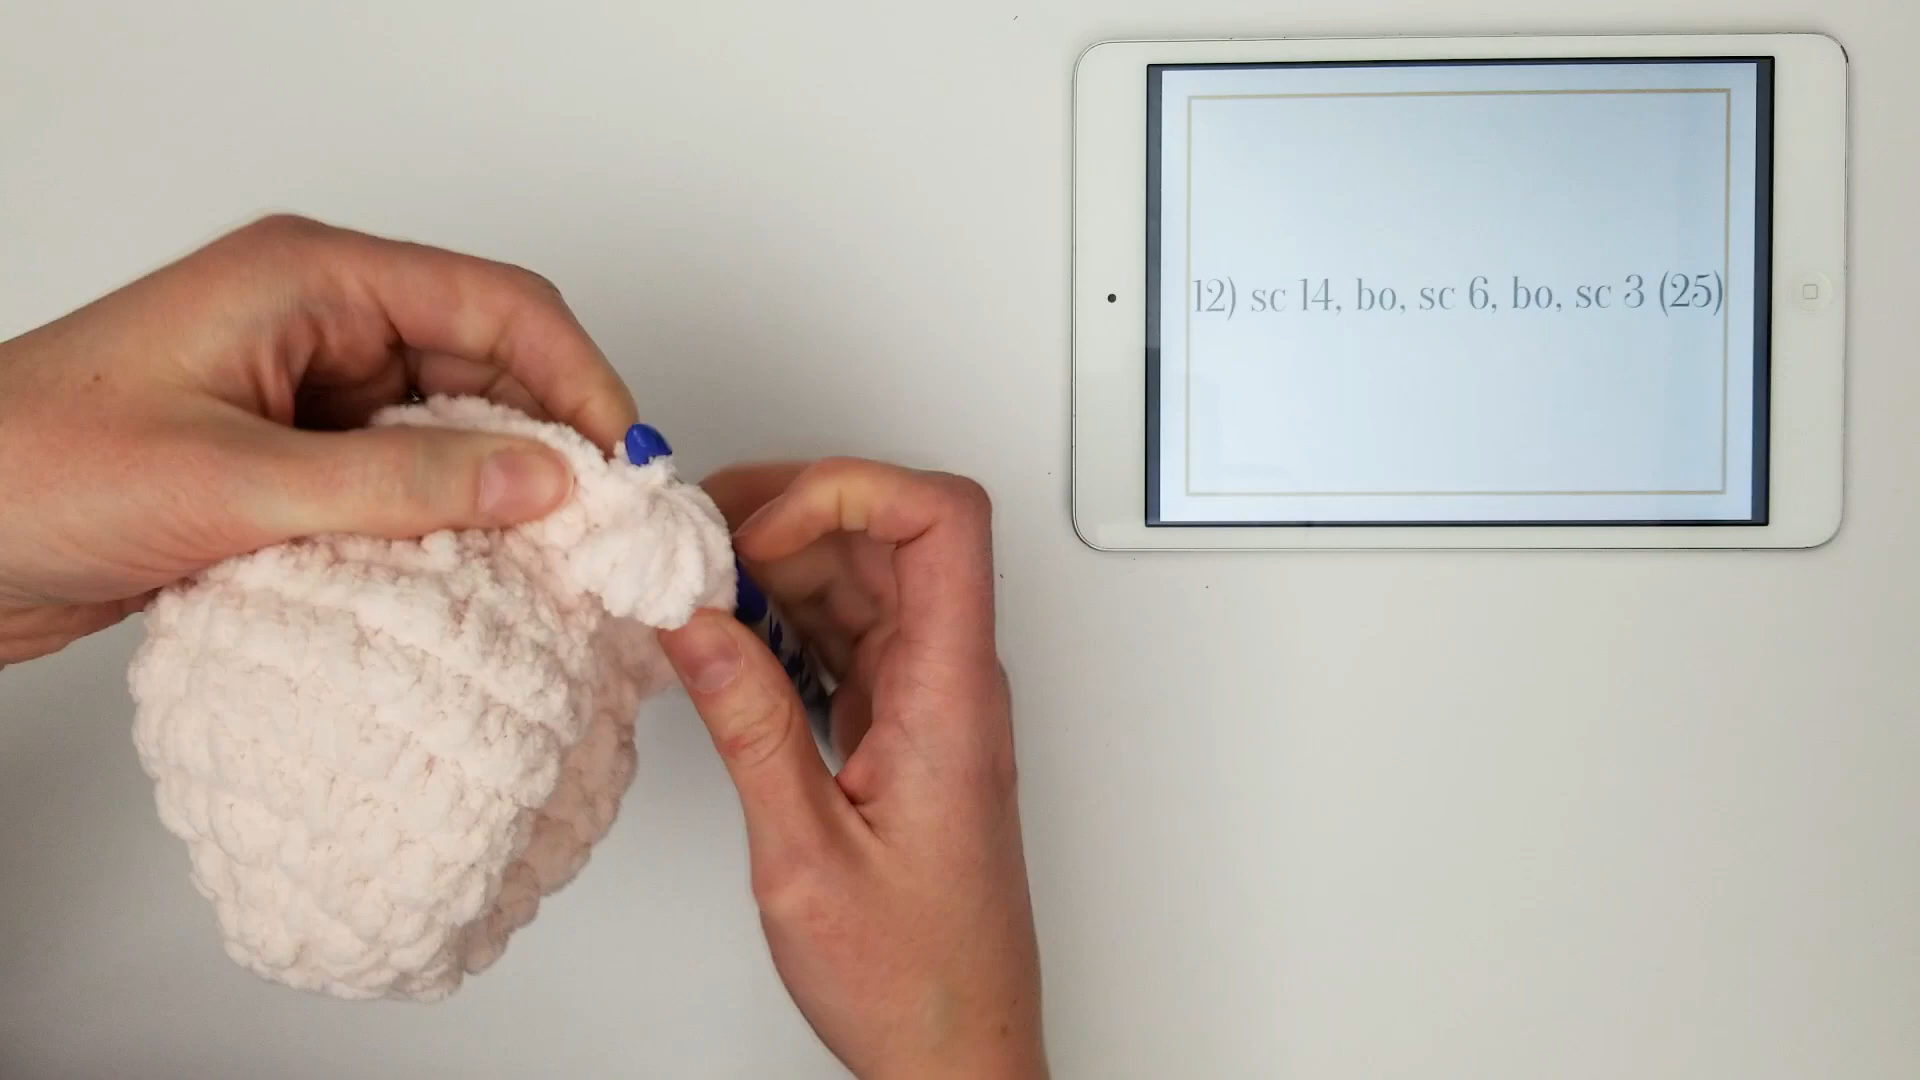 12) sc 14, bo, sc 6, bo, sc 3 (25)